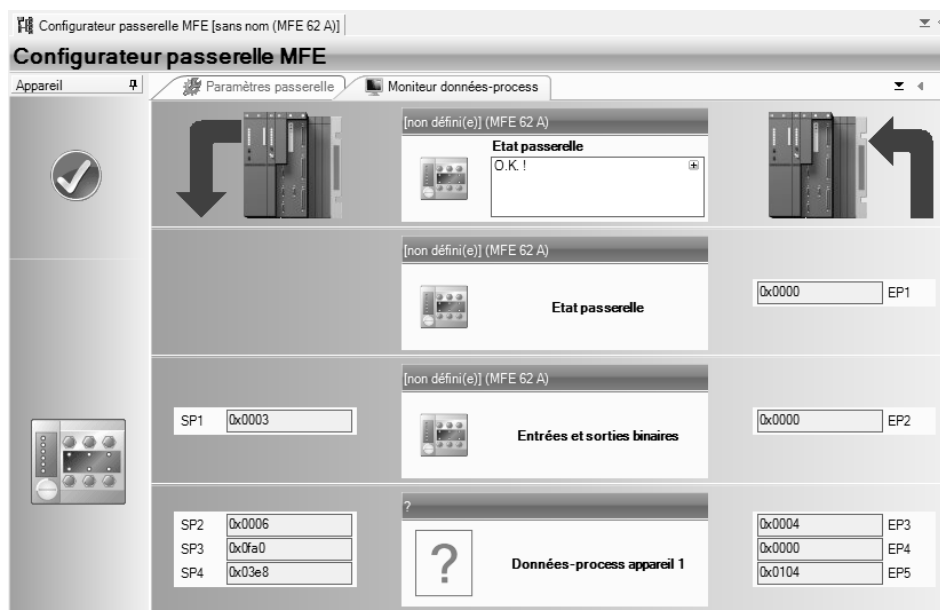 Configurateur passerelle MFE [sans nom (MFE 62 A)]
Configurateur passerelle MFE
Appareil
Paramètres passerelle
Moniteur données-process
[non défini(e)] (MFE 62 A)
Etat passerelle
O.K. !
[non défini(e)] (MFE 62 A)
Etat passerelle
0x0000 EP1
[non défini(e)] (MFE 62 A)
SP1 0x0003
Entrées et sorties binaires
0x0000 EP2
?
SP2 0x0006
SP3 0x0fa0
SP4 0x03e8
?
Données-process appareil 1
0x0004 EP3
0x0000 EP4
0x0104 EP5